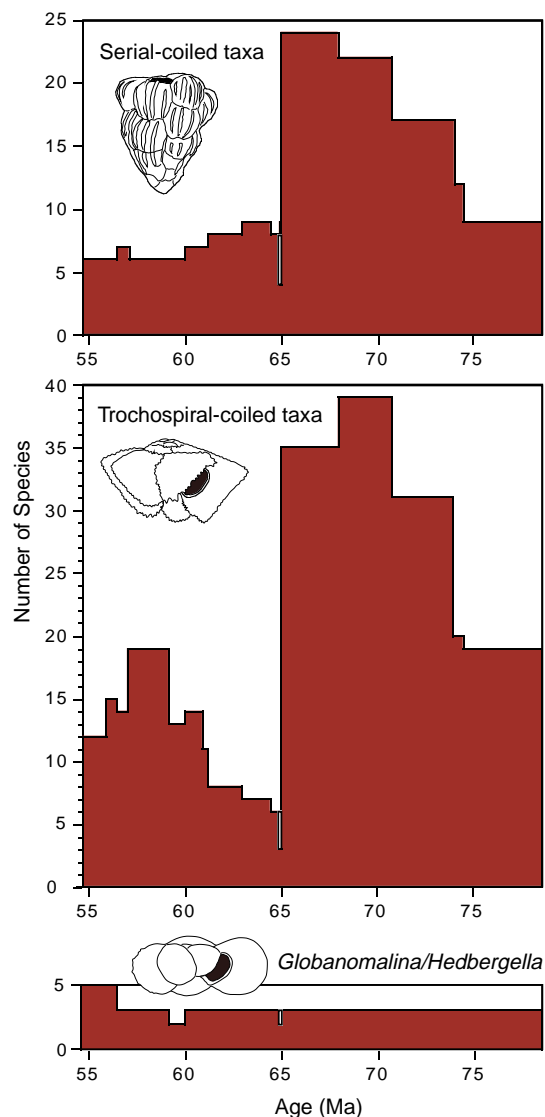 25
Serial-coiled taxa
20
15
10
5
0
55 60 65 70 75
40
Trochospiral-coiled taxa
35
30
25
20
15
10
5
0
Number of Species
55 60 65 70 75
Globanomalina/Hedbergella
5
0
55 60 65 70 75
Age (Ma)